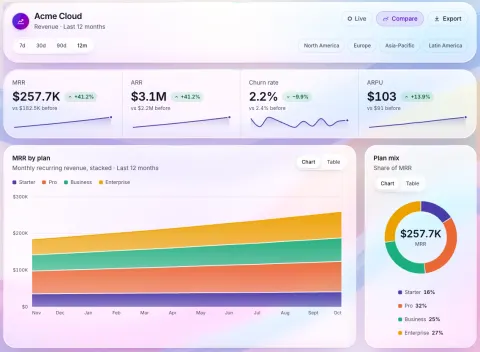 Acme Cloud
Revenue · Last 12 months
Live
Compare
Export
7d 30d 90d 12m
North America Europe Asia-Pacific Latin America
MRR
$257.7K +41.2%
vs $182.6K before
ARR
$3.1M +41.2%
vs $2.2M before
Churn rate
2.2% -9.9%
vs 2.4% before
ARPU
$103 +13.9%
vs $91 before
MRR by plan
Monthly recurring revenue, stacked · Last 12 months
Chart Table
Starter Pro Business Enterprise
$300K
$200K
$100K
$0
Nov Dec Jan Feb Mar Apr May Jun Jul Aug Sept Oct
Plan mix
Share of MRR
Chart Table
$257.7K
MRR
Starter 16%
Pro 32%
Business 25%
Enterprise 27%